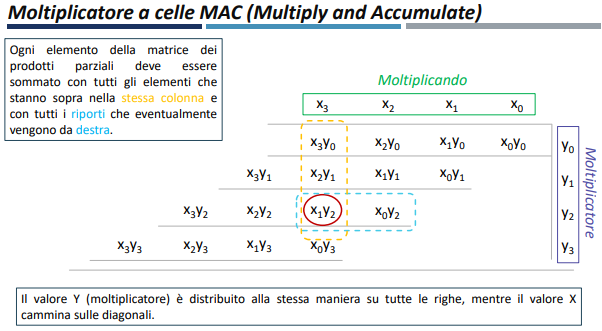 Moltiplicatore a celle MAC (Multiply and Accumulate)
Ogni elemento della matrice dei
prodotti parziali deve essere
sommato con tutti gli elementi che
stanno sopra nella stessa colonna e
con tutti i riporti che eventualmente
vengono da destra.
Moltiplicando
x₃ x₂ x₁ x₀
x₃y₀ x₂y₀ x₁y₀ x₀y₀ y₀
x₃y₁ x₂y₁ x₁y₁ x₀y₁ y₁
x₃y₂ x₂y₂ x₁y₂ x₀y₂ y₂
x₃y₃ x₂y₃ x₁y₃ x₀y₃ y₃
Moltiplicatore
Il valore Y (moltiplicatore) è distribuito alla stessa maniera su tutte le righe, mentre il valore X
cammina sulle diagonali.